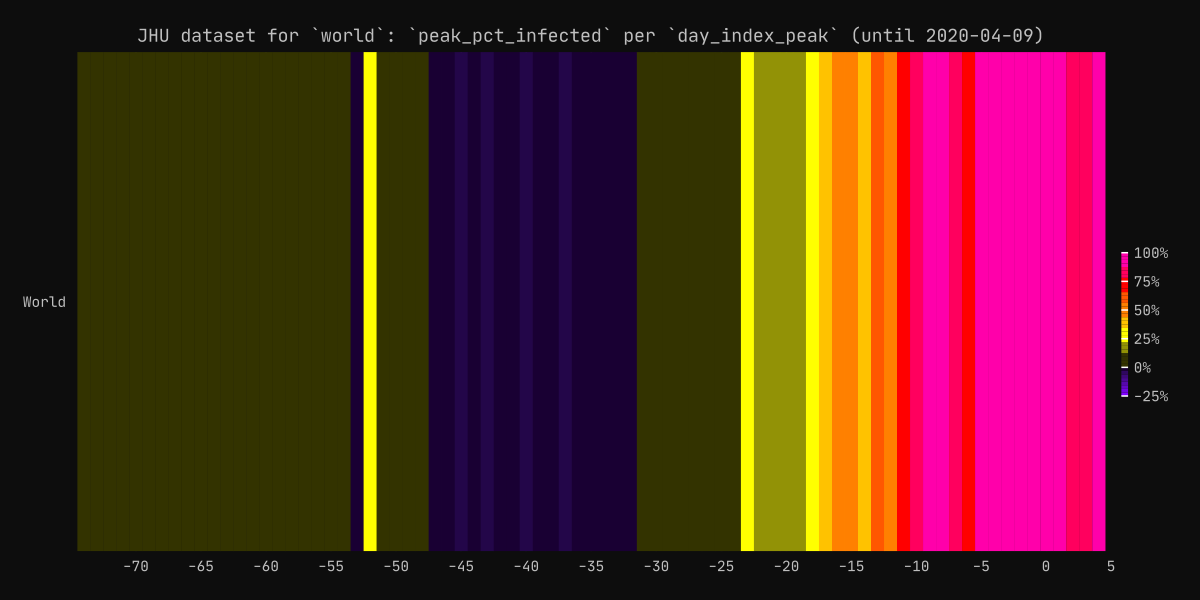 JHU dataset for `world`: `peak_pct_infected` per `day_index_peak` (until 2020-04-09)
World
100%
75%
50%
25%
0%
-25%
-70 -65 -60 -55 -50 -45 -40 -35 -30 -25 -20 -15 -10 -5 0 5